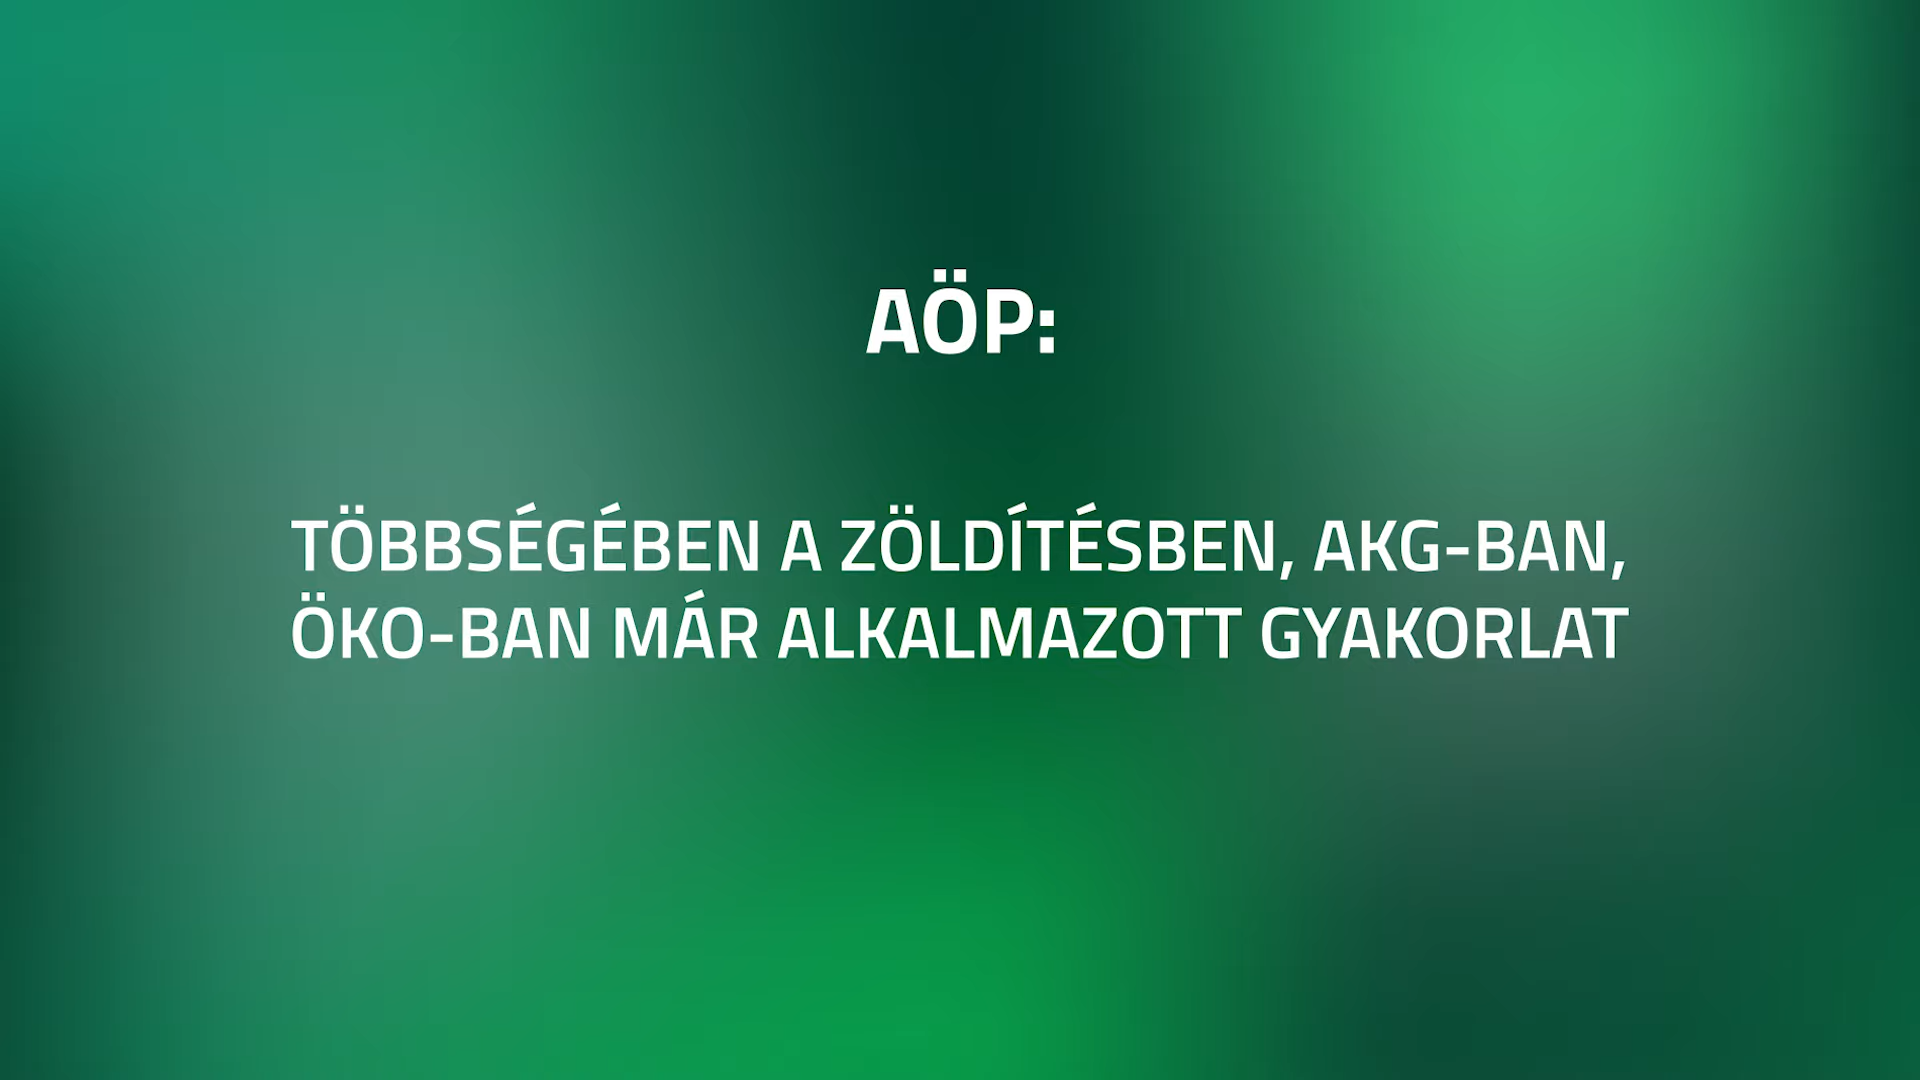 AÖP:
TÖBBSÉGÉBEN A ZÖLDÍTÉSBEN, AKG-BAN,
ÖKO-BAN MÁR ALKALMAZOTT GYAKORLAT